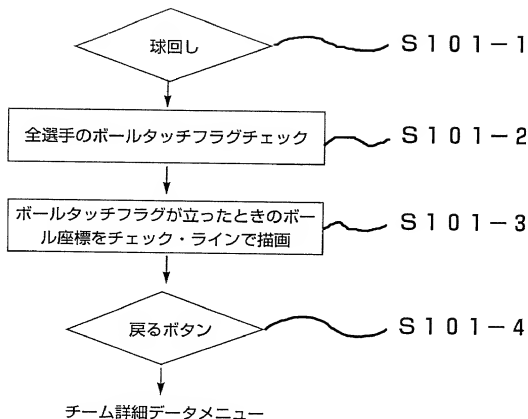 球回し
S101-1
全選手のボールタッチフラグチェック
S101-2
ボールタッチフラグが立ったときのボー
ル座標をチェック・ラインで描画
S101-3
戻るボタン
S101-4
チーム詳細データメニュー